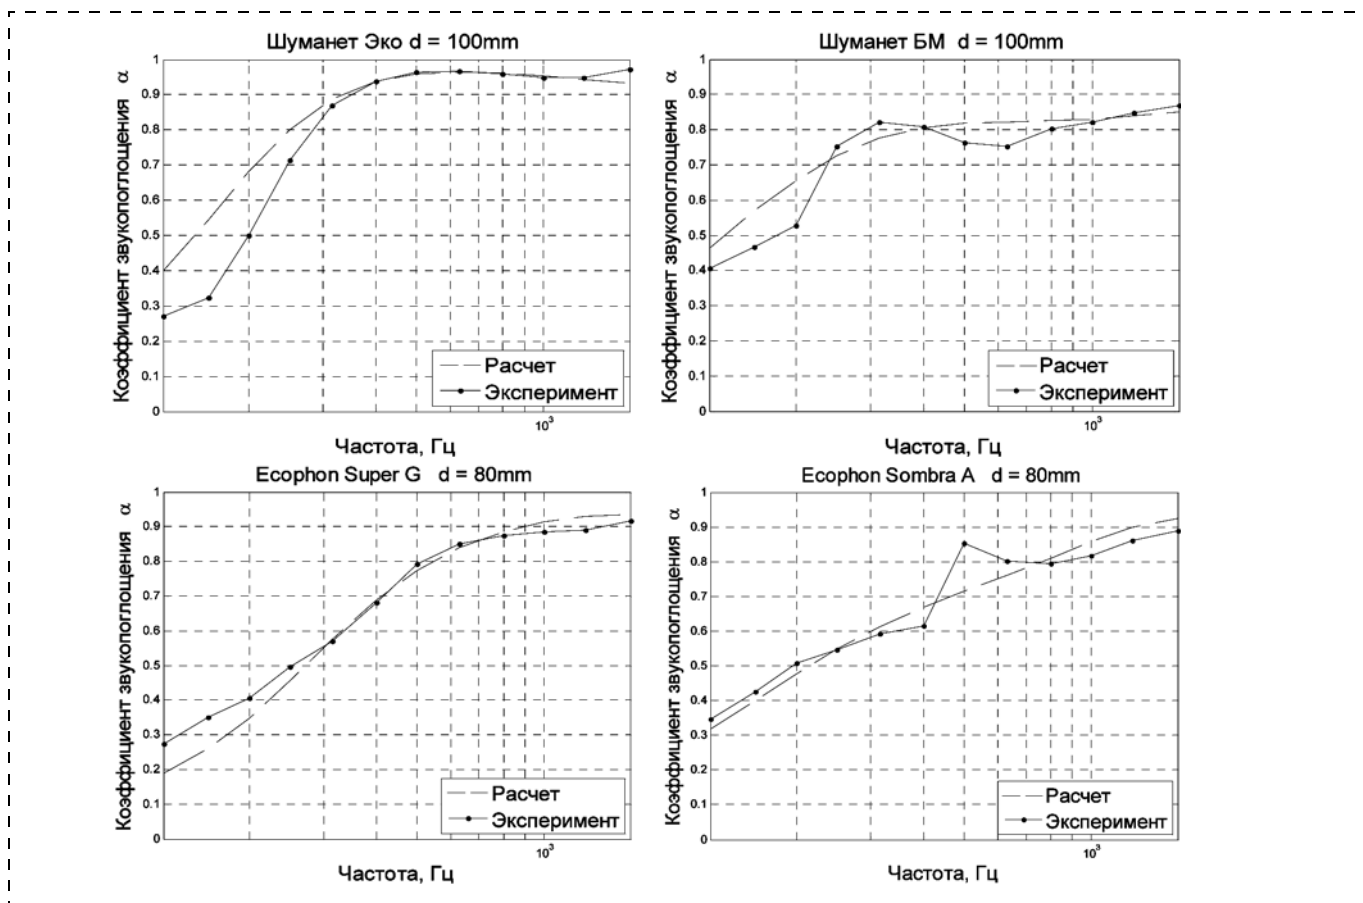 Шуманет Эко d = 100mm
Коэффициент звукопоглощения α
1
0.9
0.8
0.7
0.6
0.5
0.4
0.3
0.2
0.1
0
Расчет
Эксперимент
10³
Частота, Гц
Шуманет БМ d = 100mm
Коэффициент звукопоглощения α
1
0.9
0.8
0.7
0.6
0.5
0.4
0.3
0.2
0.1
0
Расчет
Эксперимент
10³
Частота, Гц
Ecophon Super G d = 80mm
Коэффициент звукопоглощения α
1
0.9
0.8
0.7
0.6
0.5
0.4
0.3
0.2
0.1
0
Расчет
Эксперимент
10³
Частота, Гц
Ecophon Sombra A d = 80mm
Коэффициент звукопоглощения α
1
0.9
0.8
0.7
0.6
0.5
0.4
0.3
0.2
0.1
0
Расчет
Эксперимент
10³
Частота, Гц